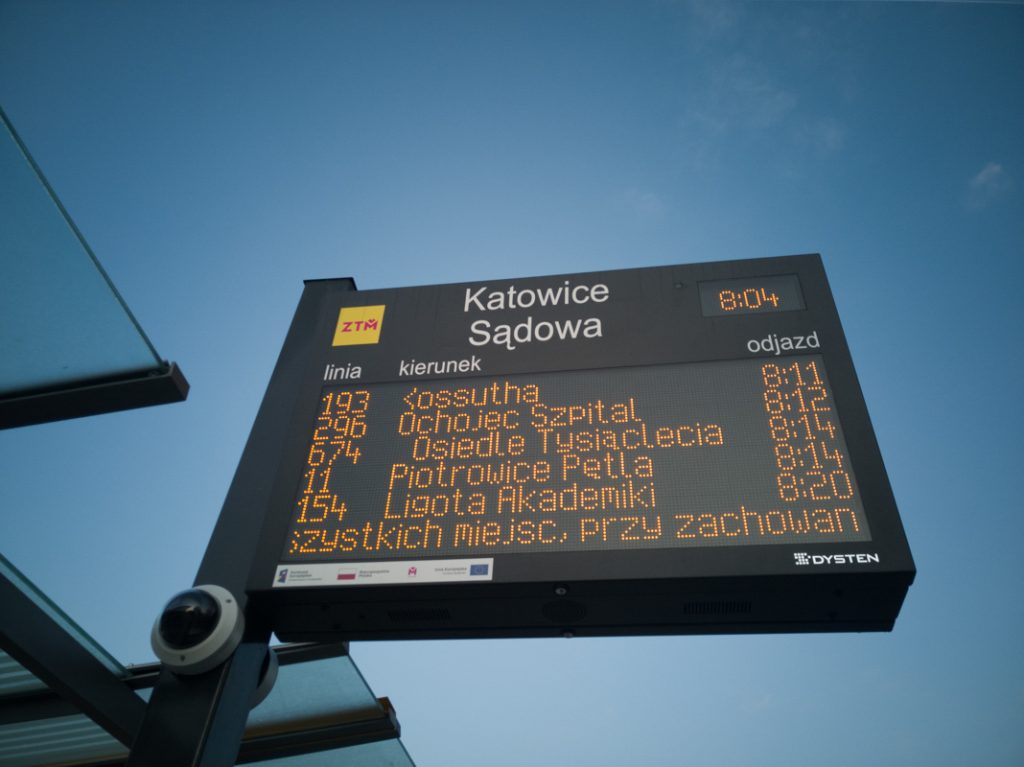 ZTM
Katowice
Sądowa
8:04
linia kierunek odjazd
193 Kossutha 8:11
296 Ochojec Szpital 8:12
674 Osiedle Tysiąclecia 8:14
11 Piotrowice Pętla 8:14
154 Ligota Akademiki 8:20
szystkich miejsc, przy zachowan
DYSTEN